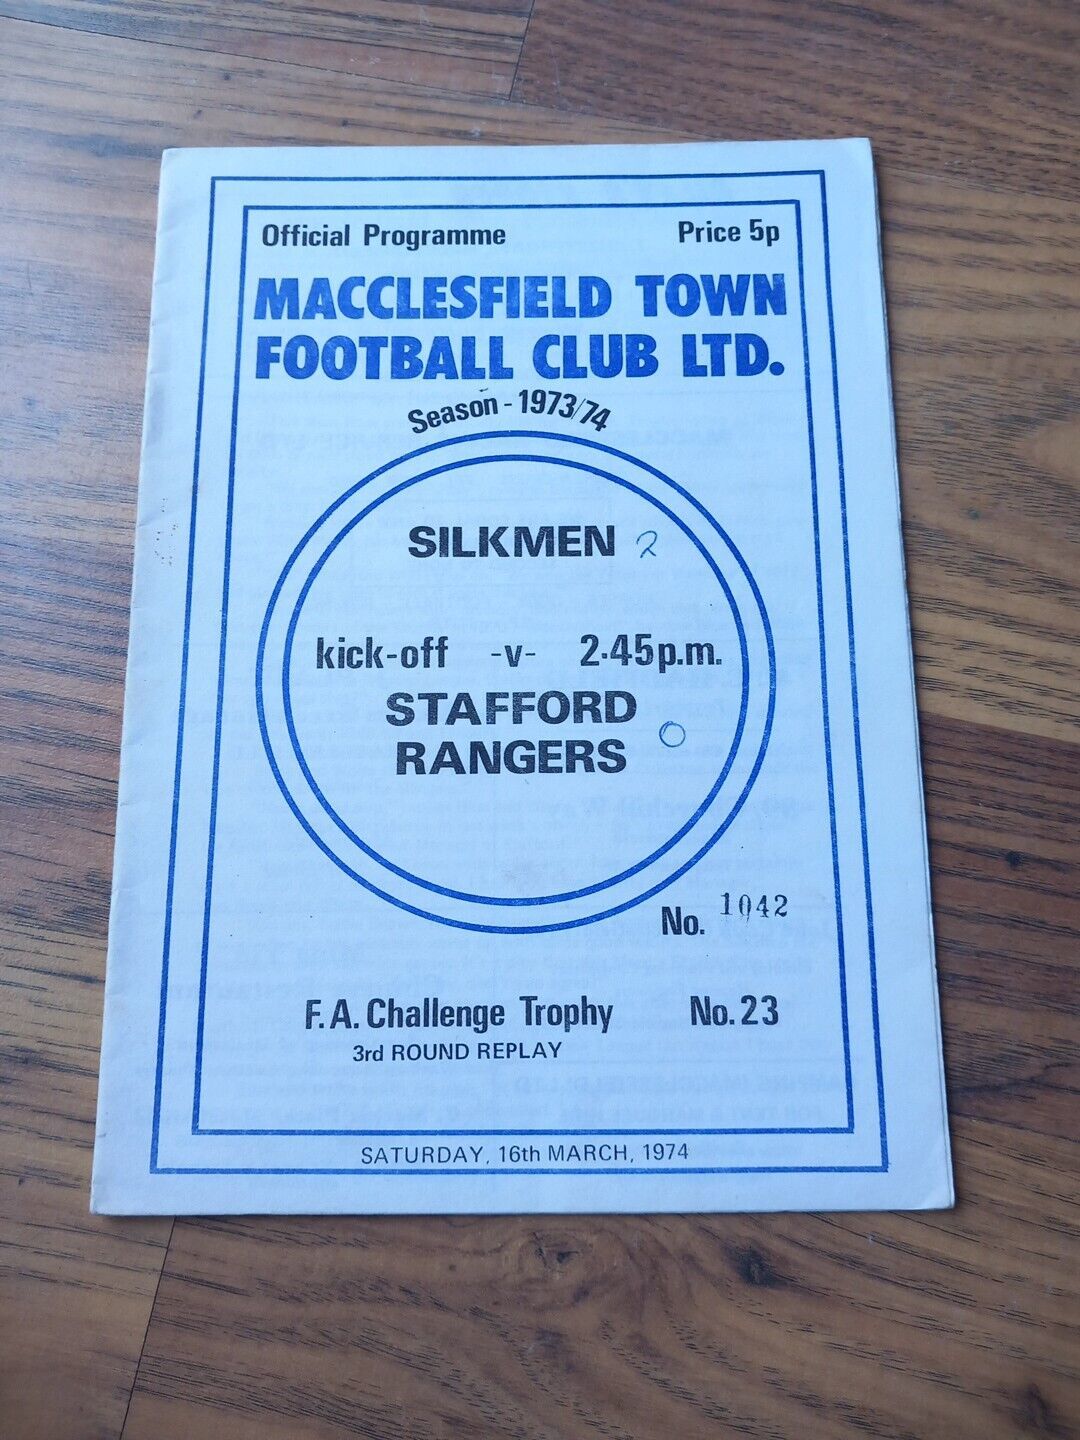 Official Programme Price 5p
MACCLESFIELD TOWN
FOOTBALL CLUB LTD.
Season - 1973/74
SILKMEN 2
kick-off -v- 2·45p.m.
STAFFORD
RANGERS 0
No. 1042
F.A. Challenge Trophy No. 23
3rd ROUND REPLAY
SATURDAY, 16th MARCH, 1974